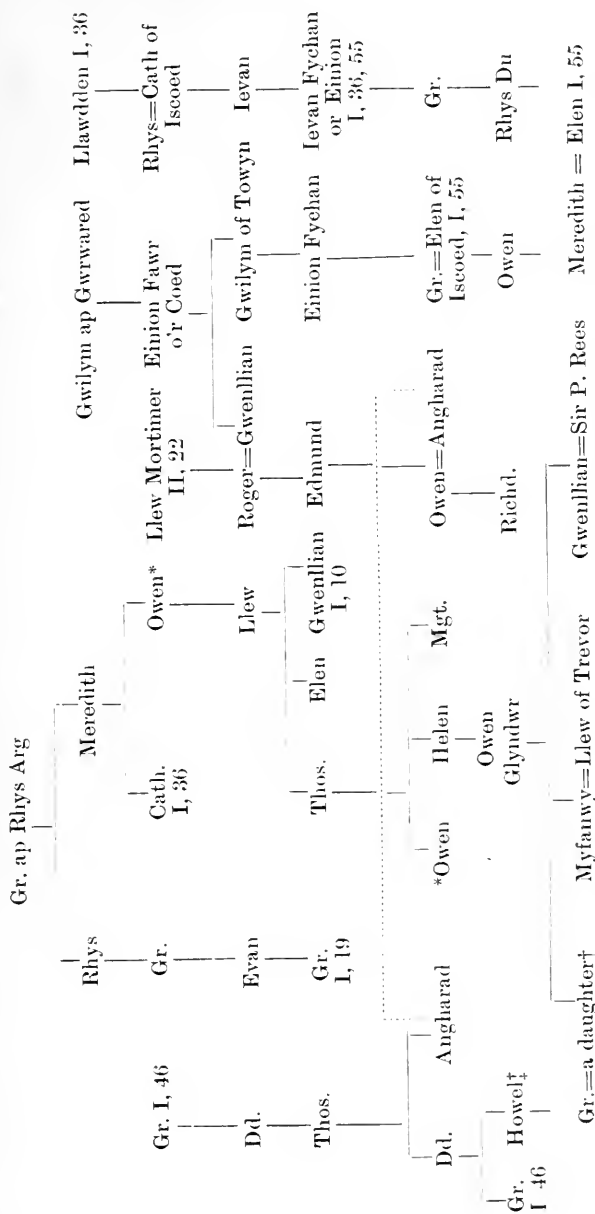 Gr. ap Rhys Arg
Rhys Meredith Gwilym ap Gwrwared Llawdden I, 36
Gr. I, 46 Gr. Cath. Owen* Llew Mortimer Einion Fawr Rhys=Cath of
I, 36 II, 22 o'r Coed Iscoed
Dd. Evan Llew Roger=Gwenllian Gwilym of Towyn Ievan
Thos. Gr. Thos. Elen Gwenllian Edmund Einion Fychan Ievan Fychan
I, 19 I, 10 or Einion
I, 36, 55
Dd. Angharad *Owen Helen Mgt. Owen=Angharad Gr.=Elen of Gr.
Iscoed, I, 55
Gr. Howel‡ Owen Richd. Owen Rhys Du
I 46 Glyndwr
Gr.=a daughter† Myfanwy=Llew of Trevor Gwenllian=Sir P. Rees Meredith = Elen I, 55